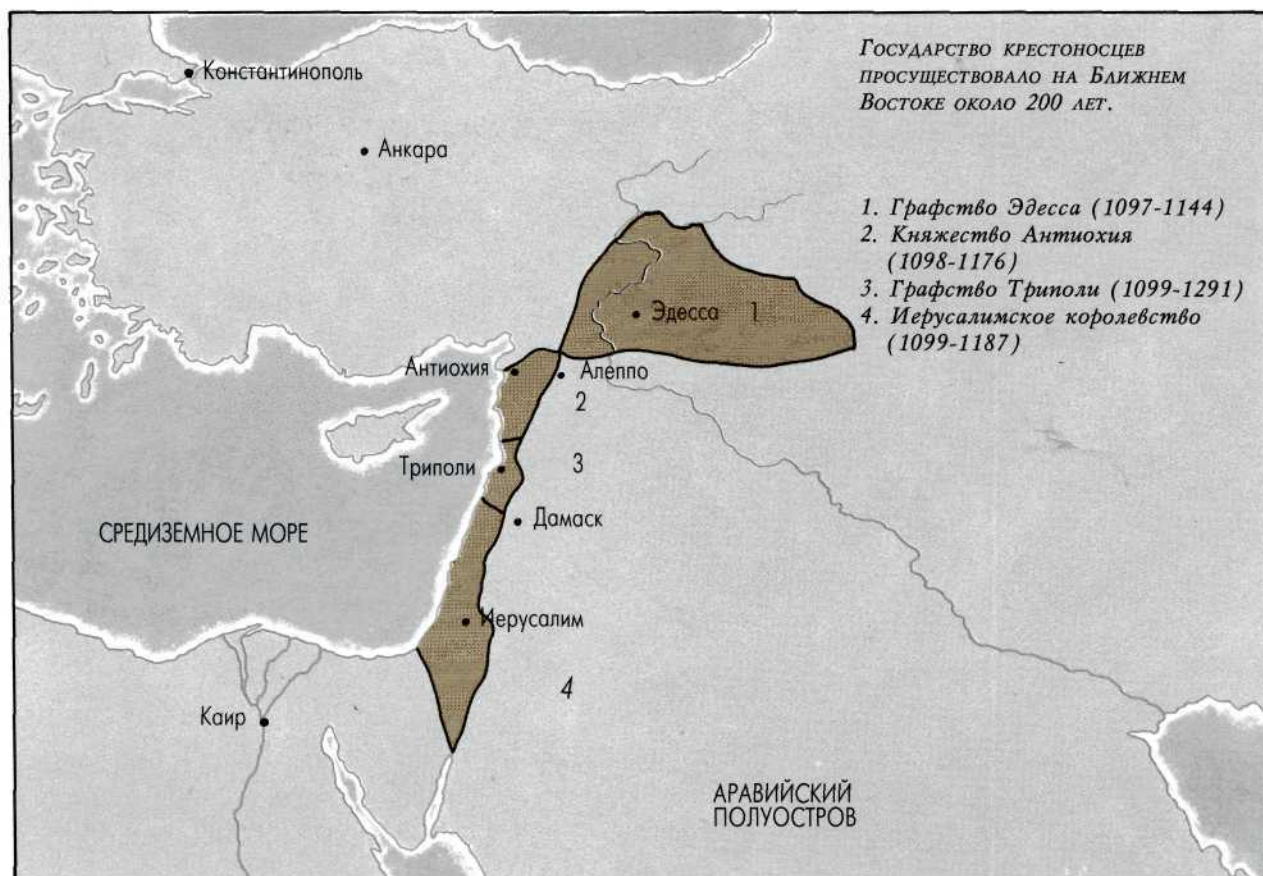 Государство крестоносцев
просуществовало на Ближнем
Востоке около 200 лет.
1. Графство Эдесса (1097-1144)
2. Княжество Антиохия
(1098-1176)
3. Графство Триполи (1099-1291)
4. Иерусалимское королевство
(1099-1187)
Константинополь
Анкара
Эдесса 1
Антиохия
Алеппо
2
Триполи
3
Дамаск
СРЕДИЗЕМНОЕ МОРЕ
Иерусалим
4
Каир
АРАВИЙСКИЙ
ПОЛУОСТРОВ